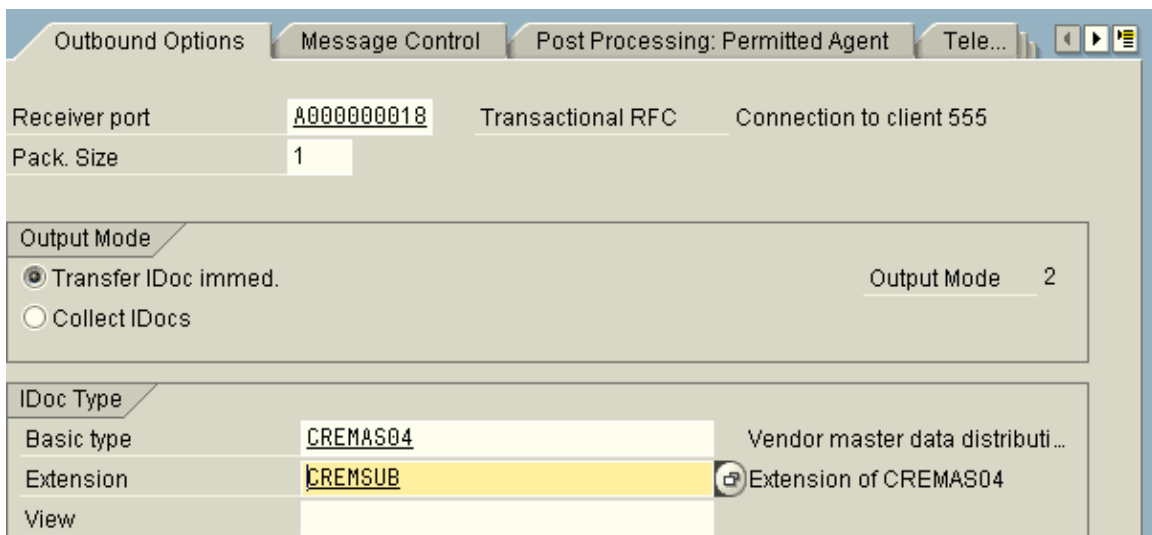 Outbound Options Message Control Post Processing: Permitted Agent Tele...
Receiver port A000000018 Transactional RFC Connection to client 555
Pack. Size 1
Output Mode
Transfer IDoc immed. Output Mode 2
Collect IDocs
IDoc Type
Basic type CREMAS04 Vendor master data distributi...
Extension CREMSUB Extension of CREMAS04
View